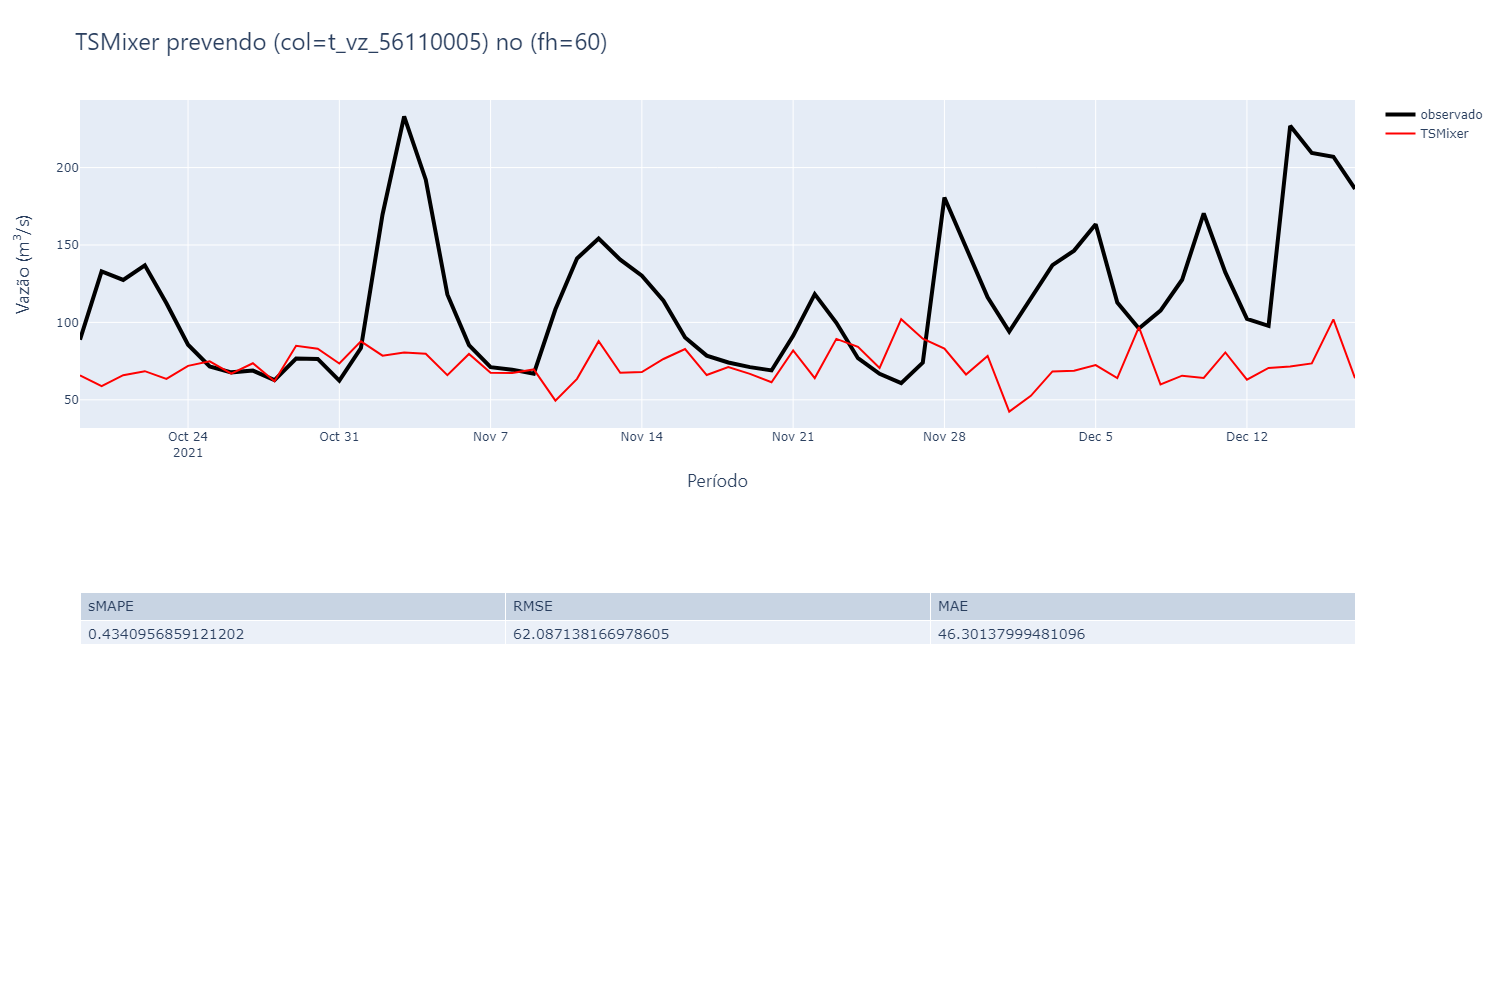 TSMixer prevendo (col=t_vz_56110005) no (fh=60)
observado
TSMixer
Vazão (m³/s)
200
150
100
50
Oct 24
2021
Oct 31
Nov 7
Nov 14
Nov 21
Nov 28
Dec 5
Dec 12
Período
sMAPE RMSE MAE
0.4340956859121202 62.087138166978605 46.30137999481096